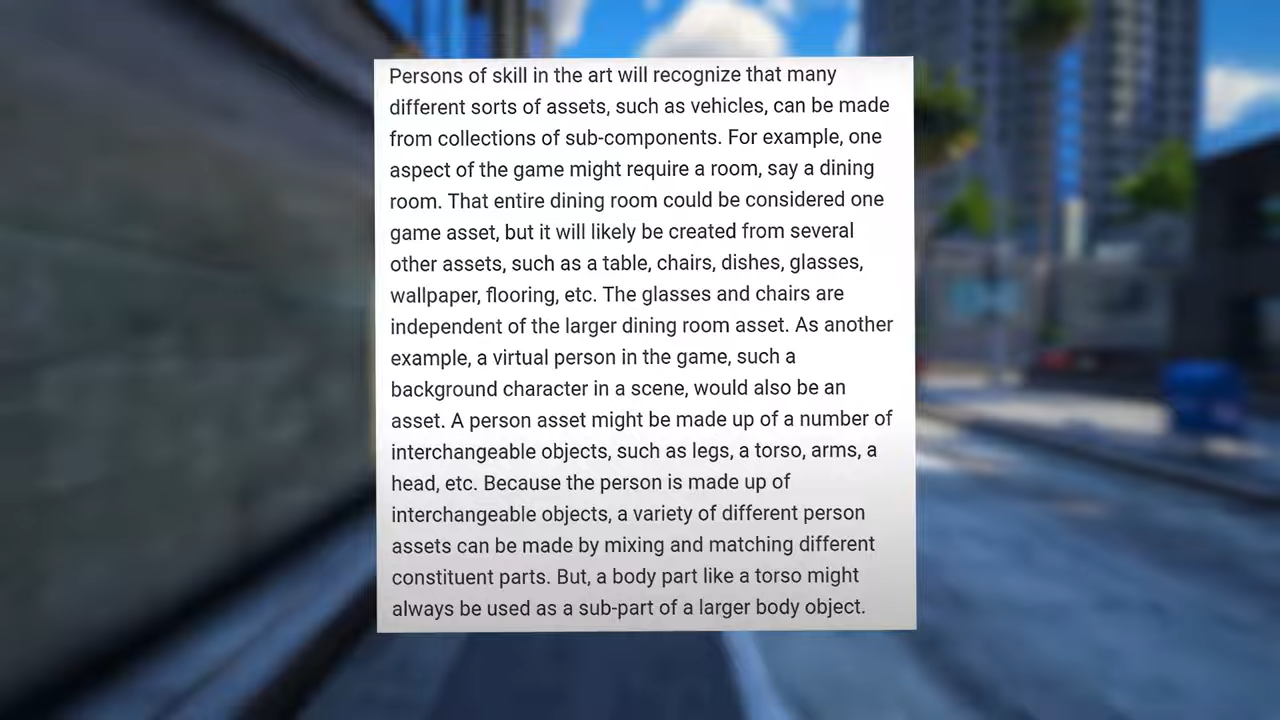 Persons of skill in the art will recognize that many
different sorts of assets, such as vehicles, can be made
from collections of sub-components. For example, one
aspect of the game might require a room, say a dining
room. That entire dining room could be considered one
game asset, but it will likely be created from several
other assets, such as a table, chairs, dishes, glasses,
wallpaper, flooring, etc. The glasses and chairs are
independent of the larger dining room asset. As another
example, a virtual person in the game, such a
background character in a scene, would also be an
asset. A person asset might be made up of a number of
interchangeable objects, such as legs, a torso, arms, a
head, etc. Because the person is made up of
interchangeable objects, a variety of different person
assets can be made by mixing and matching different
constituent parts. But, a body part like a torso might
always be used as a sub-part of a larger body object.